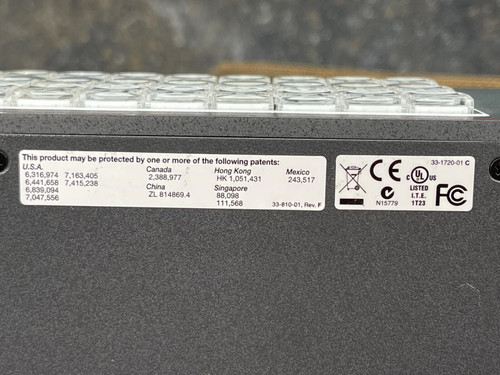 This product may be protected by one or more of the following patents:
U.S.A.
6,316,974 7,163,405
6,441,658 7,415,238
6,839,094
7,047,556
Canada
2,388,977
China
ZL 814869.4
Hong Kong
HK 1,051,431
Singapore
88,098
111,568
Mexico
243,517
33-810-01, Rev. F
33-1720-01 C
CE
N15779
C UL US
LISTED
I.T.E.
1T23
FC